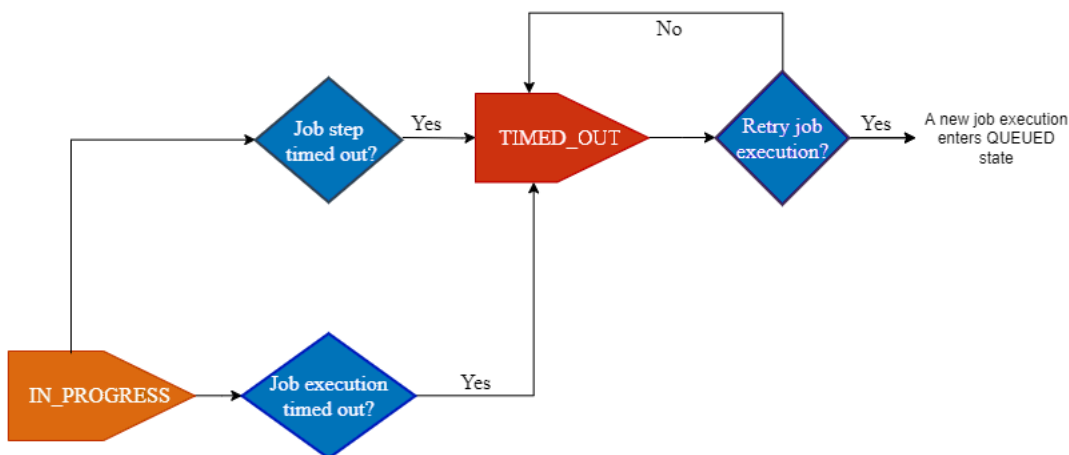 No
Job step
timed out?
Yes
TIMED_OUT
Retry job
execution?
Yes
A new job execution
enters QUEUED
state
IN_PROGRESS
Job execution
timed out?
Yes